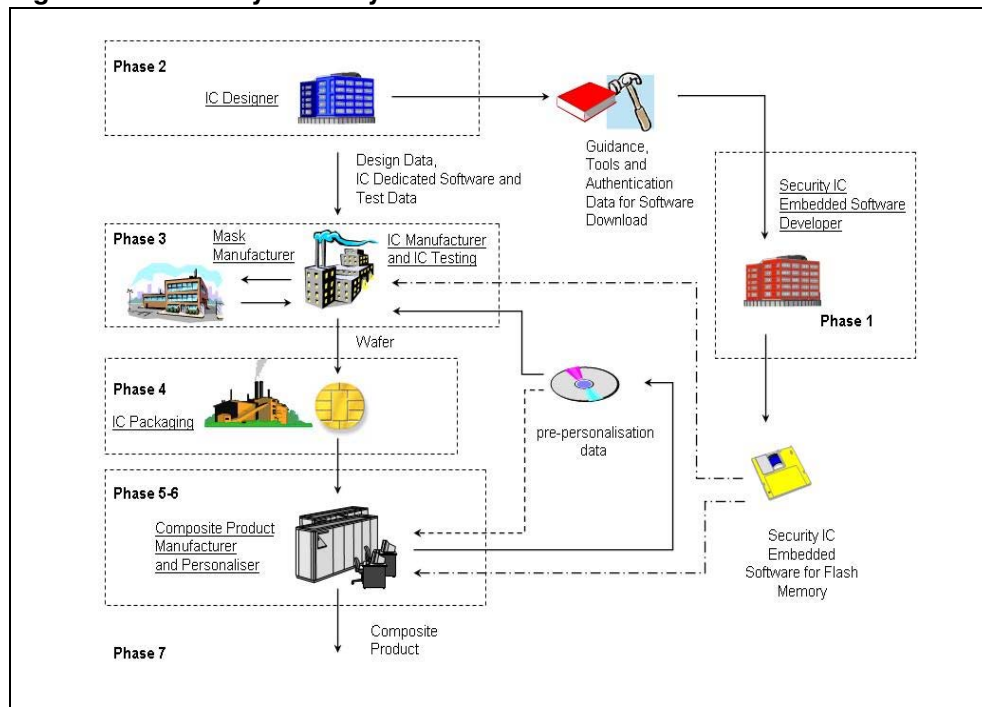 Phase 2
IC Designer
Guidance,
Tools and
Authentication
Data for Software
Download
Design Data,
IC Dedicated Software and
Test Data
Security IC
Embedded Software
Developer
Phase 1
Phase 3
Mask
Manufacturer
IC Manufacturer
and IC Testing
Wafer
Phase 4
IC Packaging
pre-personalisation
data
Phase 5-6
Composite Product
Manufacturer
and Personaliser
Security IC
Embedded
Software for Flash
Memory
Composite
Product
Phase 7